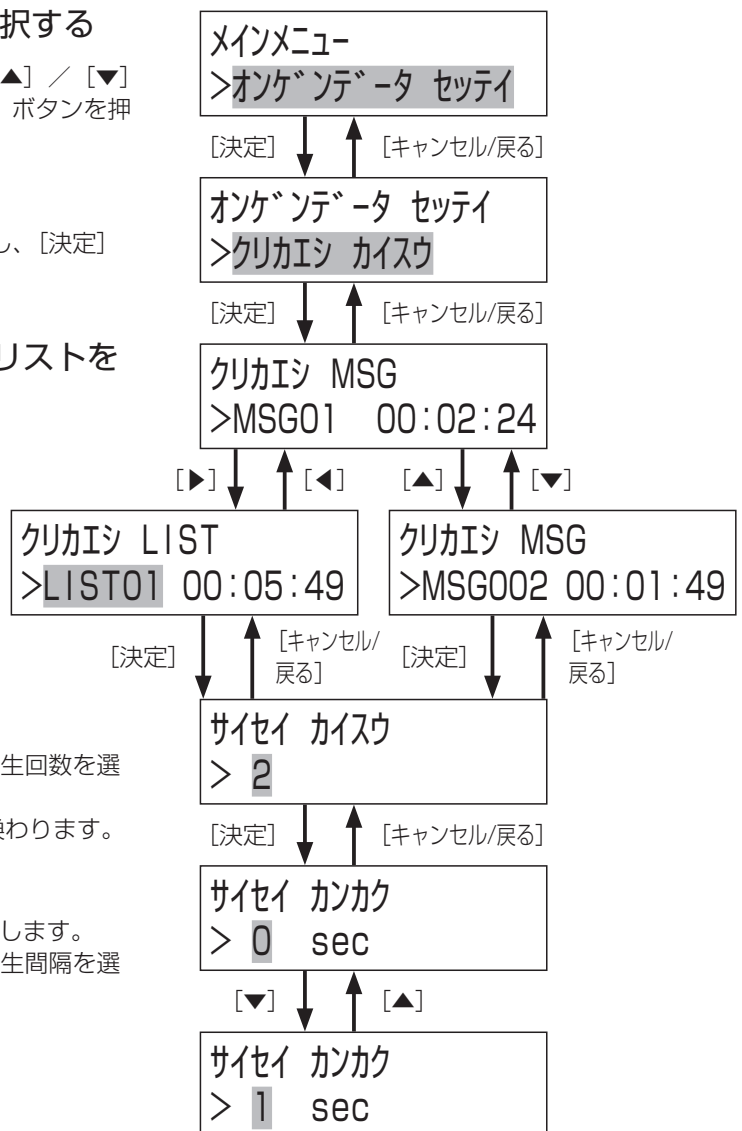 択する
▲］／［▼］
ボタンを押
し、［決定］
リストを
生回数を選
換わります。
します。
生間隔を選
メインメニュー
>オンゲンデータ セッテイ
［決定］ ［キャンセル/戻る］
オンゲンデータ セッテイ
>クリカエシ カイスウ
［決定］ ［キャンセル/戻る］
クリカエシ MSG
>MSG01 00:02:24
［▶］ ［◀］ ［▲］ ［▼］
クリカエシ LIST
>LIST01 00:05:49
クリカエシ MSG
>MSG002 00:01:49
［決定］ ［キャンセル/
戻る］
［決定］ ［キャンセル/
戻る］
サイセイ カイスウ
> 2
［決定］ ［キャンセル/戻る］
サイセイ カンカク
> 0 sec
［▼］ ［▲］
サイセイ カンカク
> 1 sec